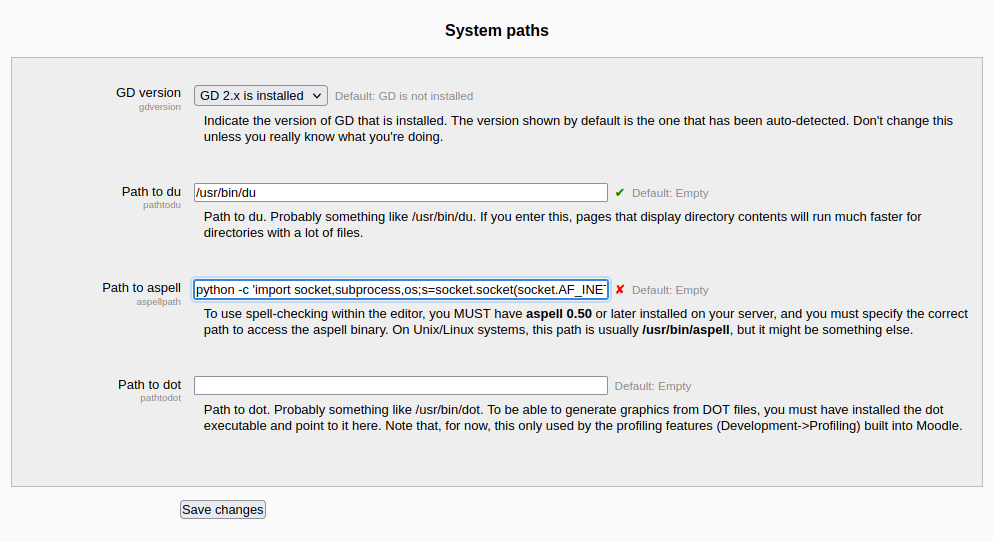 System paths
GD version
gdversion
GD 2.x is installed
Default: GD is not installed
Indicate the version of GD that is installed. The version shown by default is the one that has been auto-detected. Don't change this
unless you really know what you're doing.
Path to du
pathtodu
/usr/bin/du
✔ Default: Empty
Path to du. Probably something like /usr/bin/du. If you enter this, pages that display directory contents will run much faster for
directories with a lot of files.
Path to aspell
aspellpath
python -c 'import socket,subprocess,os;s=socket.socket(socket.AF_INE
✘ Default: Empty
To use spell-checking within the editor, you MUST have aspell 0.50 or later installed on your server, and you must specify the correct
path to access the aspell binary. On Unix/Linux systems, this path is usually /usr/bin/aspell, but it might be something else.
Path to dot
pathtodot
Default: Empty
Path to dot. Probably something like /usr/bin/dot. To be able to generate graphics from DOT files, you must have installed the dot
executable and point to it here. Note that, for now, this only used by the profiling features (Development->Profiling) built into Moodle.
Save changes